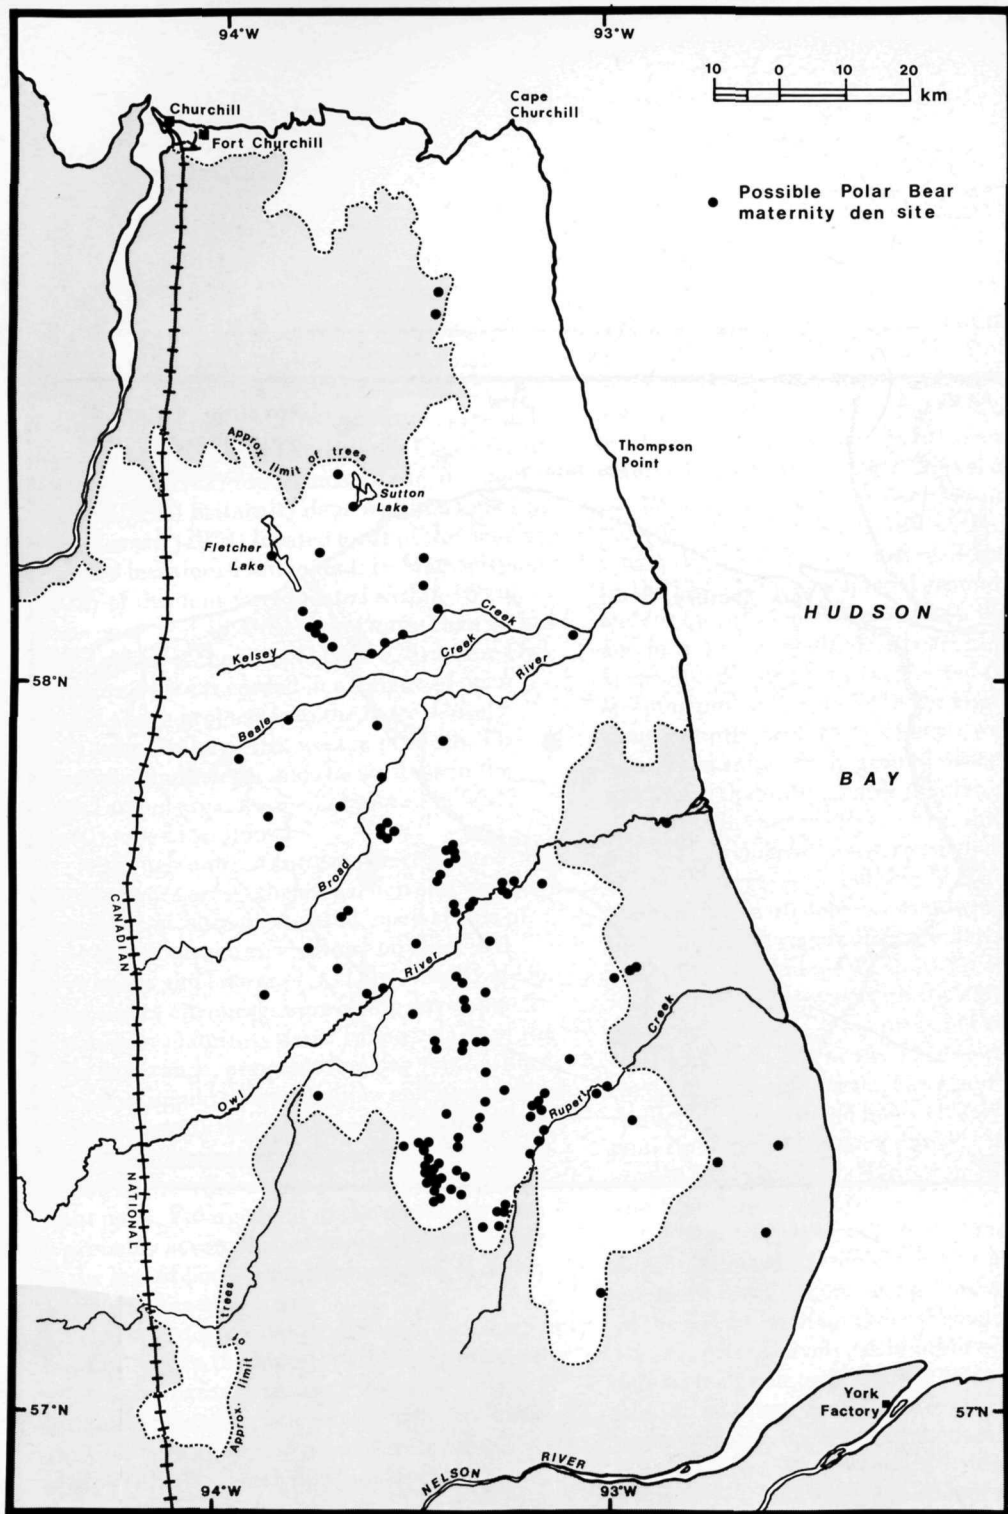 94°W
93°W
10 0 10 20
km
Churchill
Fort Churchill
Cape
Churchill
Possible Polar Bear
maternity den site
Approx. limit of trees
Thompson
Point
Sutton
Lake
Fletcher
Lake
Kelsey Creek
Beale Creek
HUDSON
58°N
BAY
Broad River
CANADIAN
Owl River
Rupert Creek
NATIONAL
Approx. limit to trees
57°N
York
Factory
57°N
NELSON RIVER
94°W
93°W